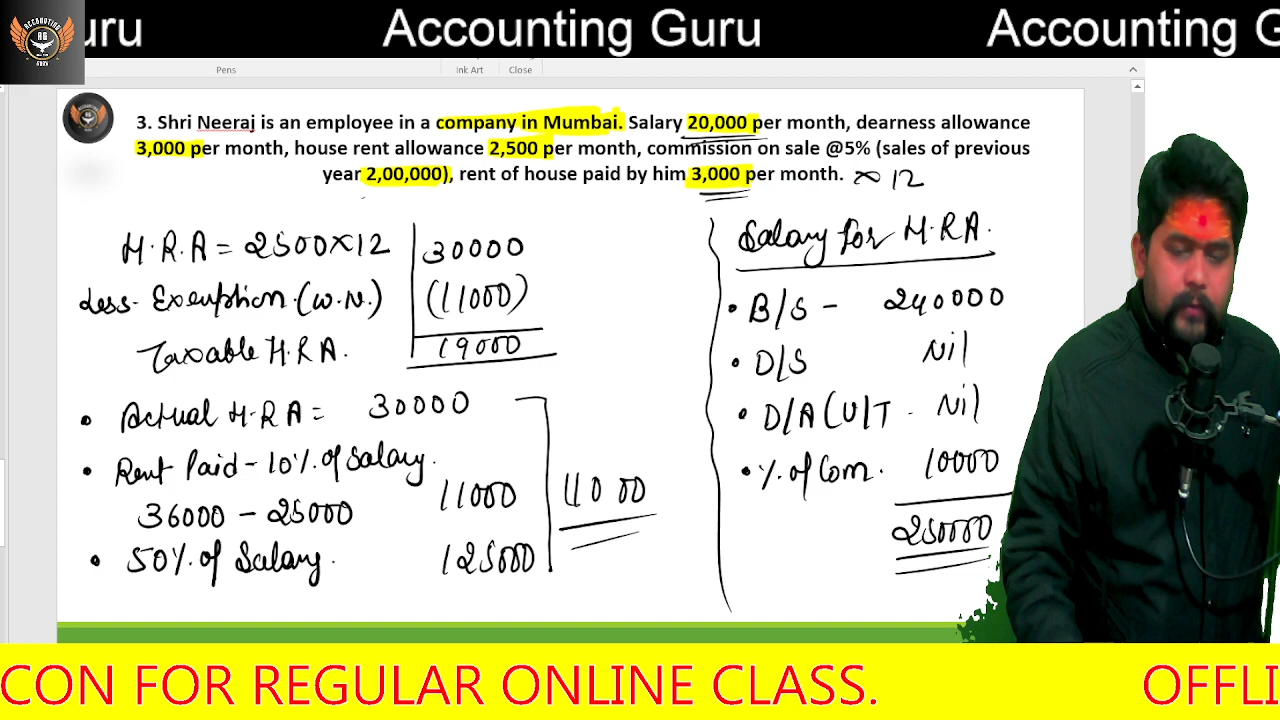 uru Accounting Guru Accounting G
ACCOUNTING
AG
GURU
Pens Ink Art Close
3. Shri Neeraj is an employee in a company in Mumbai. Salary 20,000 per month, dearness allowance
3,000 per month, house rent allowance 2,500 per month, commission on sale @5% (sales of previous
year 2,00,000), rent of house paid by him 3,000 per month. × 12
H.R.A = 2500×12 30000
Less- Exemption (W.N.) (11000)
Taxable H.R.A. 19000
• Actual H.R.A = 30000
• Rent Paid - 10% of Salary.
36000 - 25000 11000
11000
• 50% of Salary. 125000
Salary for H.R.A.
• B/S - 240000
• D/S Nil
• D/A (U/T - Nil
• % of Com. 10000
250000
CON FOR REGULAR ONLINE CLASS. OFFLI